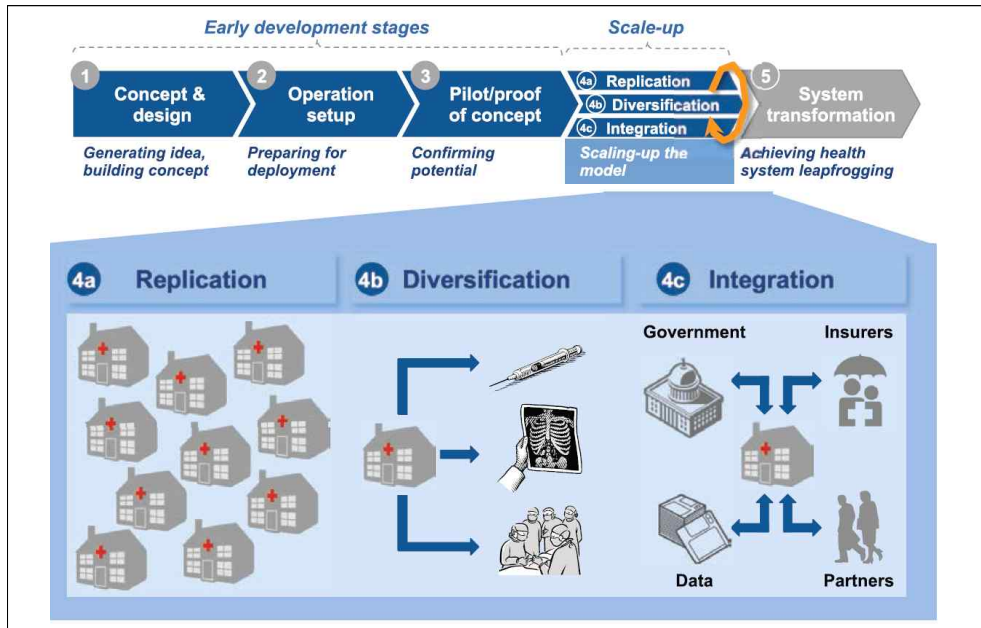 Early development stages
Scale-up
1
Concept &
design
2
Operation
setup
3
Pilot/proof
of concept
4a Replication
4b Diversification
4c Integration
5
System
transformation
Generating idea,
building concept
Preparing for
deployment
Confirming
potential
Scaling-up the
model
Achieving health
system leapfrogging
4a Replication
4b Diversification
4c Integration
Government
Insurers
Data
Partners